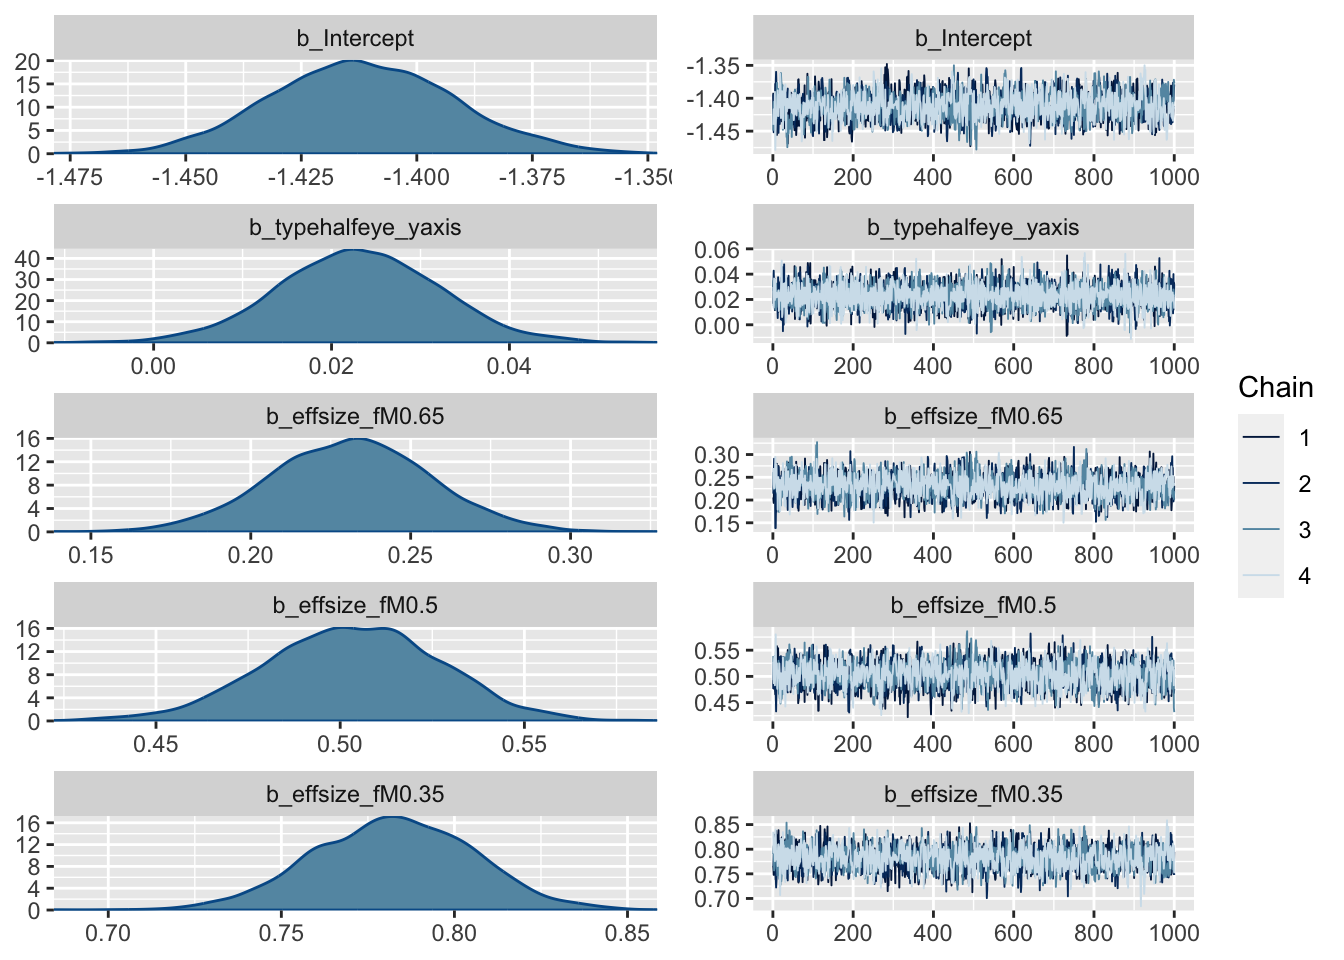 b_Intercept
20
15
10
5
0
-1.475 -1.450 -1.425 -1.400 -1.375 -1.350
b_Intercept
-1.35
-1.40
-1.45
0 200 400 600 800 1000
b_typehalfeye_yaxis
40
30
20
10
0
0.00 0.02 0.04
b_typehalfeye_yaxis
0.06
0.04
0.02
0.00
0 200 400 600 800 1000
b_effsize_fM0.65
16
12
8
4
0
0.15 0.20 0.25 0.30
b_effsize_fM0.65
0.30
0.25
0.20
0.15
0 200 400 600 800 1000
b_effsize_fM0.5
16
12
8
4
0
0.45 0.50 0.55
b_effsize_fM0.5
0.55
0.50
0.45
0 200 400 600 800 1000
b_effsize_fM0.35
16
12
8
4
0
0.70 0.75 0.80 0.85
b_effsize_fM0.35
0.85
0.80
0.75
0.70
0 200 400 600 800 1000
Chain
1
2
3
4